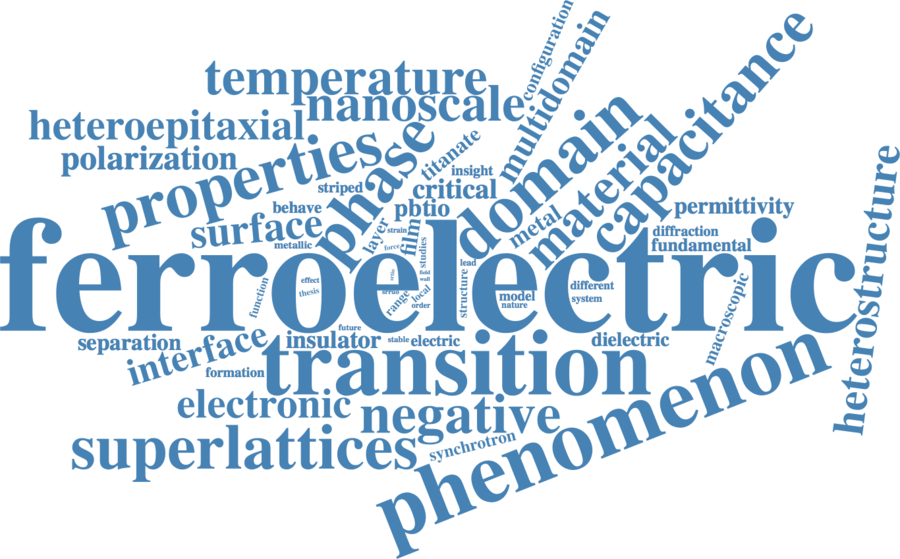 configuration
multidomain
temperature
nanoscale
capacitance
heteroepitaxial
domain
properties
phase
titanate
material
polarization
insight
striped
critical
heterostructure
behave
pbtio
permittivity
surface
layer
film
metal
strain
diffraction
metallic
force
studies
fundamental
ferroelectric
lead
field
wall
effect
function
thesis
range
local
structure
different
model
system
order
nature
macroscopic
future
separation
interface
insulator
stable
electric
dielectric
formation
transition
phenomenon
electronic
negative
superlattices
synchrotron